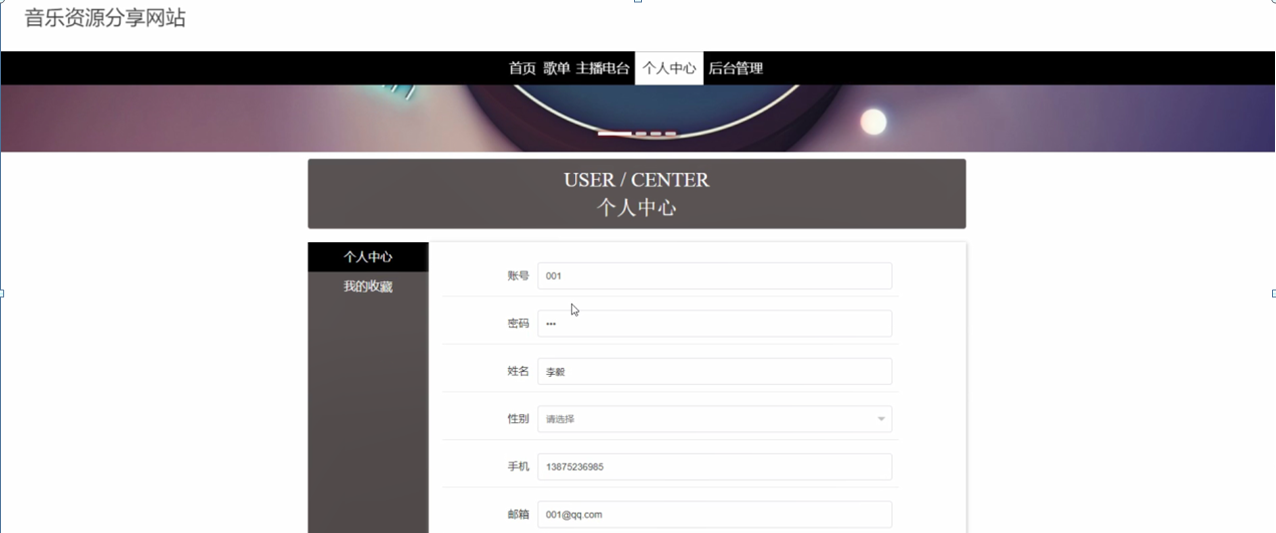 音乐资源分享网站
首页 歌单 主播电台 个人中心 后台管理
USER / CENTER
个人中心
个人中心
我的收藏
账号 001
密码 •••
姓名 李毅
性别 请选择
手机 13875236985
邮箱 001@qq.com